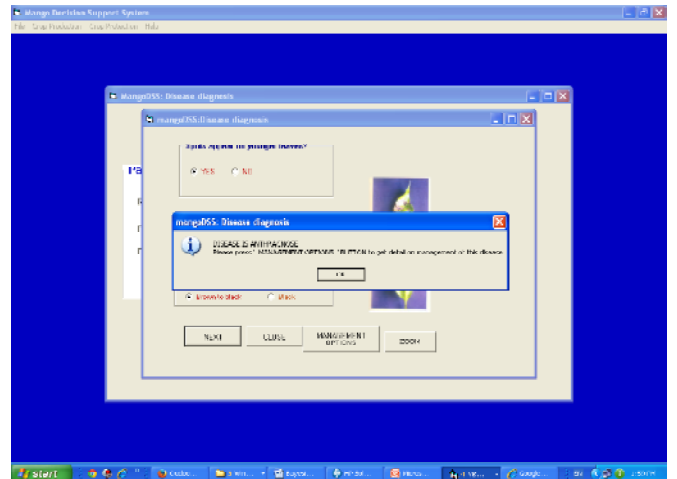 Mango Decision Support System
File Crop Production Crop Protection Help
MangoDSS: Disease diagnosis
mangoDSS:Disease diagnosis
Spots appear on younger leaves?
YES NO
mangoDSS: Disease diagnosis
DISEASE IS ANTHRACNOSE
Please press " MANAGEMENT OPTIONS " BUTTON to get detail on management of this disease
OK
Brown to black Black
NEXT CLOSE MANAGEMENT
OPTIONS ZOOM
start Google...